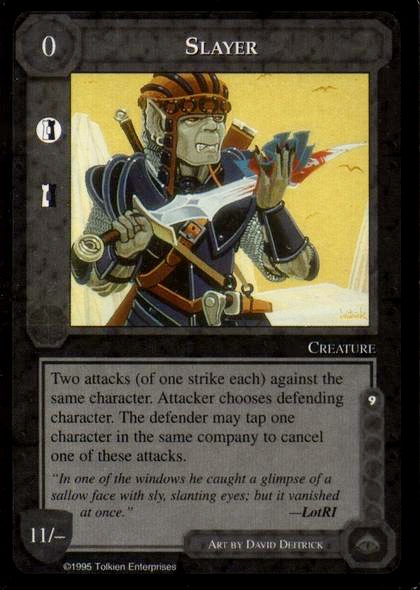 0
SLAYER
deitrick
CREATURE
Two attacks (of one strike each) against the
same character. Attacker chooses defending
character. The defender may tap one
character in the same company to cancel
one of these attacks.
9
"In one of the windows he caught a glimpse of a
sallow face with sly, slanting eyes; but it vanished
at once." —LotRI
11/–
ART BY DAVID DEITRICK
©1995 Tolkien Enterprises